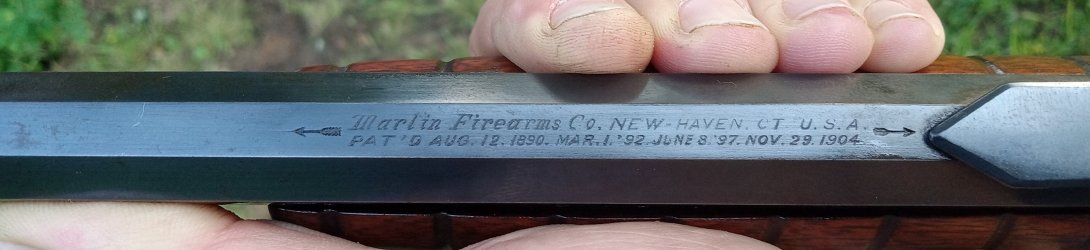 Marlin Firearms Co. NEW-HAVEN, CT. U.S.A.
PAT'D AUG. 12. 1890. MAR. 1. '92. JUNE 8. '97. NOV. 29. 1904.